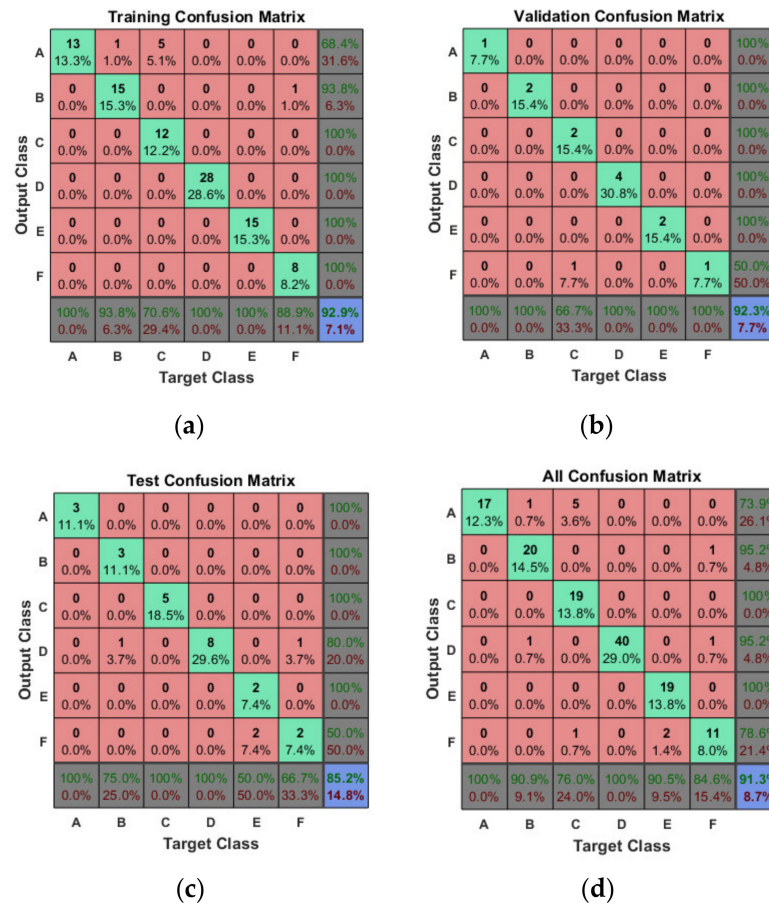 Training Confusion Matrix
Output Class
A 13 1 5 0 0 0 68.4%
13.3% 1.0% 5.1% 0.0% 0.0% 0.0% 31.6%
B 0 15 0 0 0 1 93.8%
0.0% 15.3% 0.0% 0.0% 0.0% 1.0% 6.3%
C 0 0 12 0 0 0 100%
0.0% 0.0% 12.2% 0.0% 0.0% 0.0% 0.0%
D 0 0 0 28 0 0 100%
0.0% 0.0% 0.0% 28.6% 0.0% 0.0% 0.0%
E 0 0 0 0 15 0 100%
0.0% 0.0% 0.0% 0.0% 15.3% 0.0% 0.0%
F 0 0 0 0 0 8 100%
0.0% 0.0% 0.0% 0.0% 0.0% 8.2% 0.0%
100% 93.8% 70.6% 100% 100% 88.9% 92.9%
0.0% 6.3% 29.4% 0.0% 0.0% 11.1% 7.1%
A B C D E F
Target Class
(a)
Validation Confusion Matrix
Output Class
A 1 0 0 0 0 0 100%
7.7% 0.0% 0.0% 0.0% 0.0% 0.0% 0.0%
B 0 2 0 0 0 0 100%
0.0% 15.4% 0.0% 0.0% 0.0% 0.0% 0.0%
C 0 0 2 0 0 0 100%
0.0% 0.0% 15.4% 0.0% 0.0% 0.0% 0.0%
D 0 0 0 4 0 0 100%
0.0% 0.0% 0.0% 30.8% 0.0% 0.0% 0.0%
E 0 0 0 0 2 0 100%
0.0% 0.0% 0.0% 0.0% 15.4% 0.0% 0.0%
F 0 0 1 0 0 1 50.0%
0.0% 0.0% 7.7% 0.0% 0.0% 7.7% 50.0%
100% 100% 66.7% 100% 100% 100% 92.3%
0.0% 0.0% 33.3% 0.0% 0.0% 0.0% 7.7%
A B C D E F
Target Class
(b)
Test Confusion Matrix
Output Class
A 3 0 0 0 0 0 100%
11.1% 0.0% 0.0% 0.0% 0.0% 0.0% 0.0%
B 0 3 0 0 0 0 100%
0.0% 11.1% 0.0% 0.0% 0.0% 0.0% 0.0%
C 0 0 5 0 0 0 100%
0.0% 0.0% 18.5% 0.0% 0.0% 0.0% 0.0%
D 0 1 0 8 0 1 80.0%
0.0% 3.7% 0.0% 29.6% 0.0% 3.7% 20.0%
E 0 0 0 0 2 0 100%
0.0% 0.0% 0.0% 0.0% 7.4% 0.0% 0.0%
F 0 0 0 0 2 2 50.0%
0.0% 0.0% 0.0% 0.0% 7.4% 7.4% 50.0%
100% 75.0% 100% 100% 50.0% 66.7% 85.2%
0.0% 25.0% 0.0% 0.0% 50.0% 33.3% 14.8%
A B C D E F
Target Class
(c)
All Confusion Matrix
Output Class
A 17 1 5 0 0 0 73.9%
12.3% 0.7% 3.6% 0.0% 0.0% 0.0% 26.1%
B 0 20 0 0 0 1 95.2%
0.0% 14.5% 0.0% 0.0% 0.0% 0.7% 4.8%
C 0 0 19 0 0 0 100%
0.0% 0.0% 13.8% 0.0% 0.0% 0.0% 0.0%
D 0 1 0 40 0 1 95.2%
0.0% 0.7% 0.0% 29.0% 0.0% 0.7% 4.8%
E 0 0 0 0 19 0 100%
0.0% 0.0% 0.0% 0.0% 13.8% 0.0% 0.0%
F 0 0 1 0 2 11 78.6%
0.0% 0.0% 0.7% 0.0% 1.4% 8.0% 21.4%
100% 90.9% 76.0% 100% 90.5% 84.6% 91.3%
0.0% 9.1% 24.0% 0.0% 9.5% 15.4% 8.7%
A B C D E F
Target Class
(d)